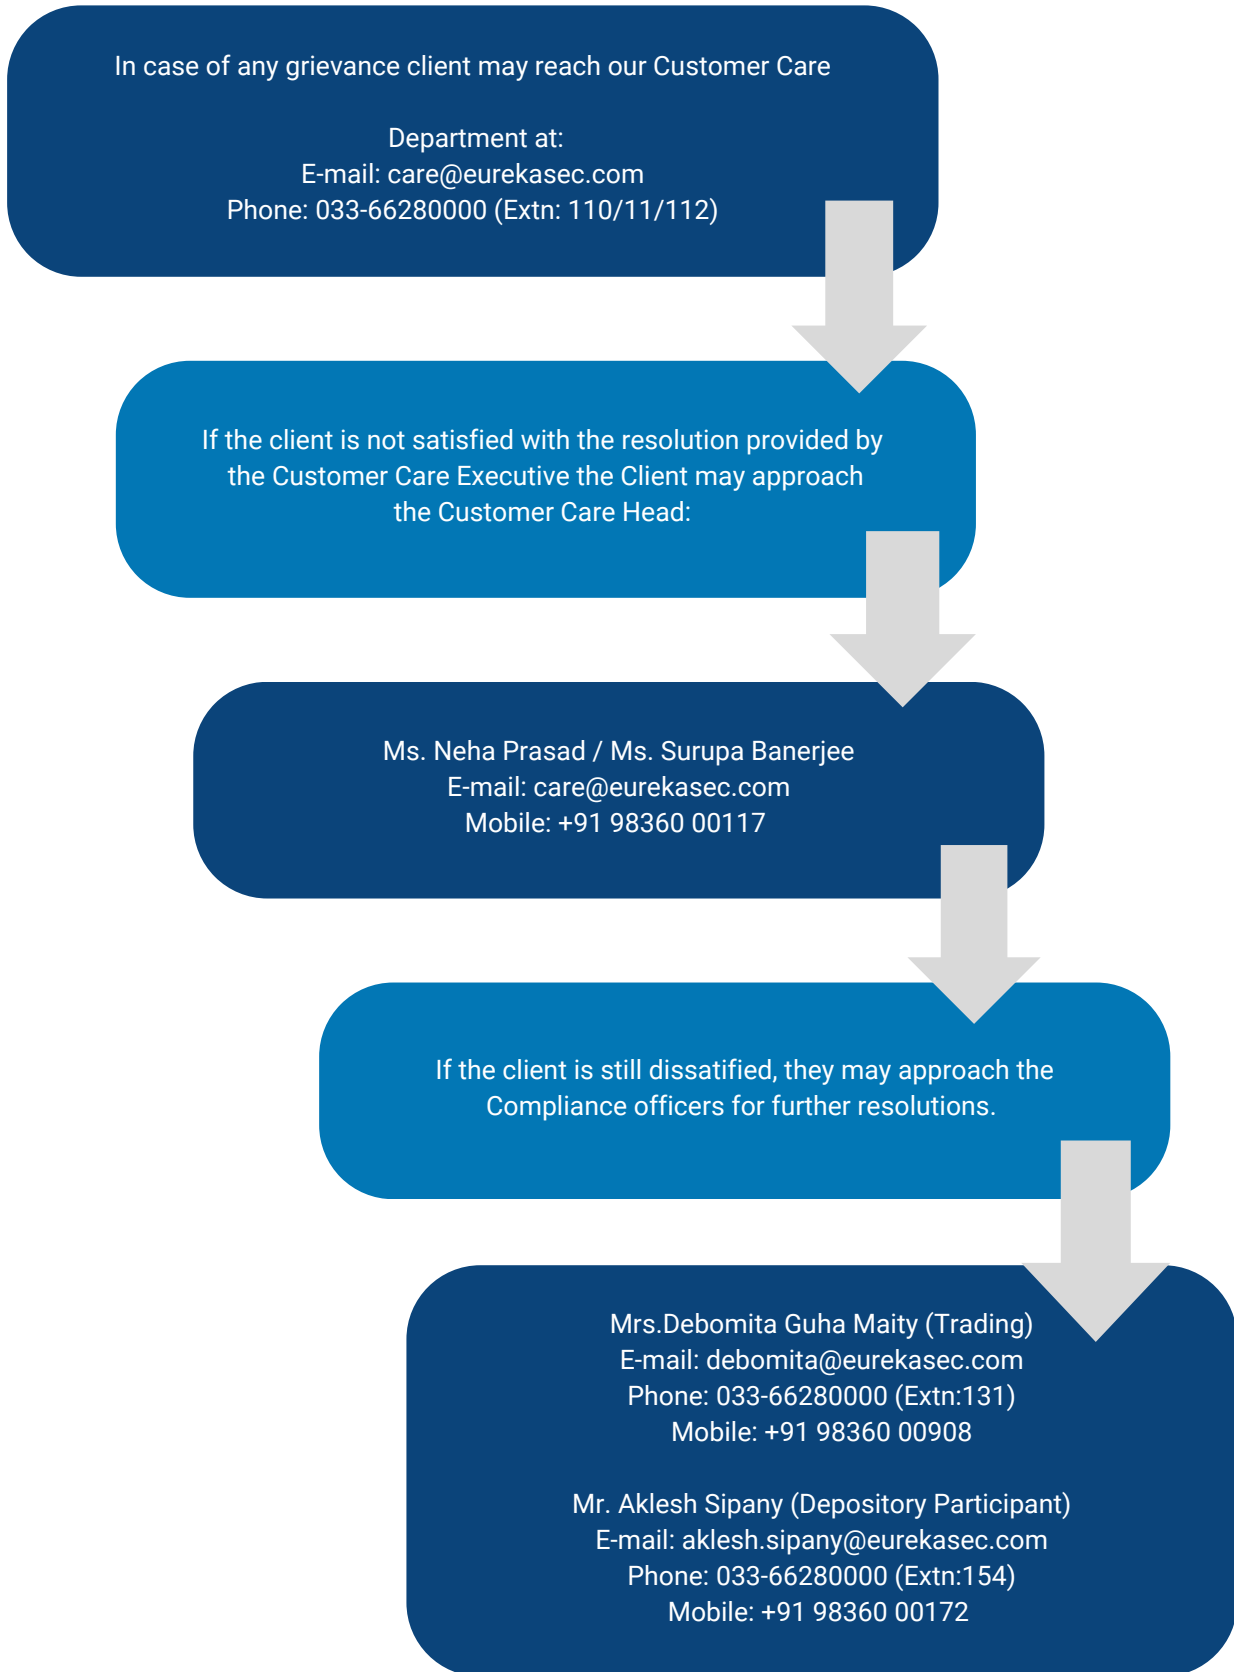 In case of any grievance client may reach our Customer Care
Department at:
E-mail: care@eurekasec.com
Phone: 033-66280000 (Extn: 110/11/112)
If the client is not satisfied with the resolution provided by
the Customer Care Executive the Client may approach
the Customer Care Head:
Ms. Neha Prasad / Ms. Surupa Banerjee
E-mail: care@eurekasec.com
Mobile: +91 98360 00117
If the client is still dissatified, they may approach the
Compliance officers for further resolutions.
Mrs.Debomita Guha Maity (Trading)
E-mail: debomita@eurekasec.com
Phone: 033-66280000 (Extn:131)
Mobile: +91 98360 00908
Mr. Aklesh Sipany (Depository Participant)
E-mail: aklesh.sipany@eurekasec.com
Phone: 033-66280000 (Extn:154)
Mobile: +91 98360 00172